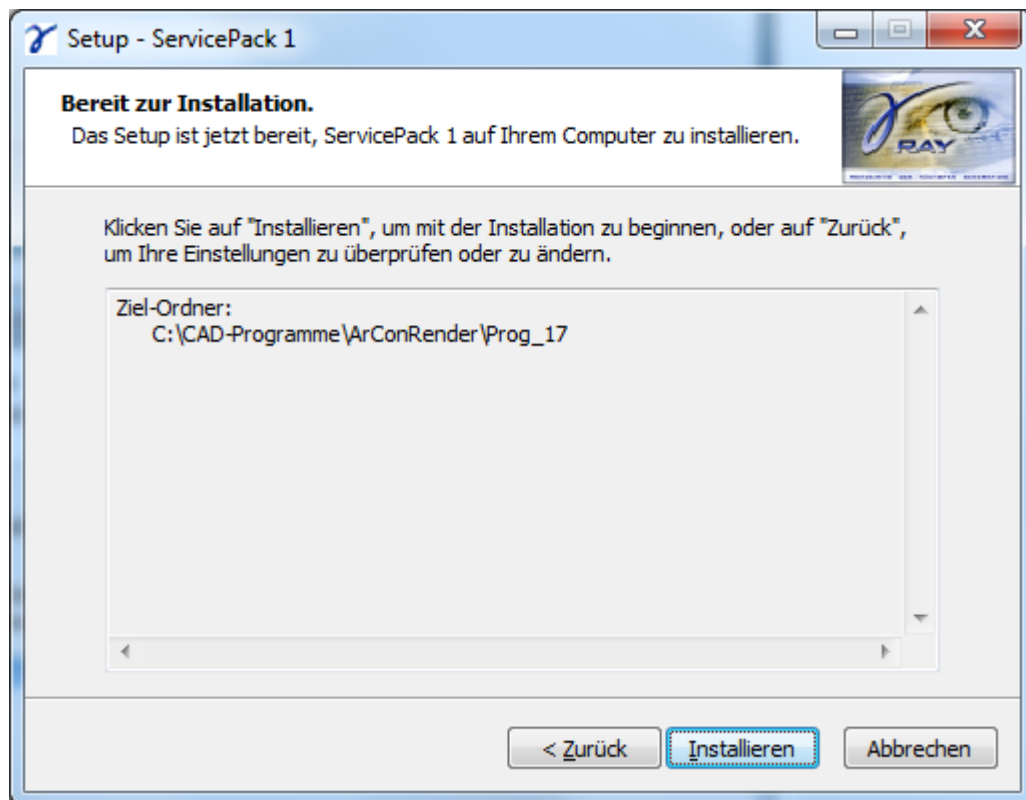 Setup - ServicePack 1
Bereit zur Installation.
Das Setup ist jetzt bereit, ServicePack 1 auf Ihrem Computer zu installieren.
RAY
Klicken Sie auf "Installieren", um mit der Installation zu beginnen, oder auf "Zurück",
um Ihre Einstellungen zu überprüfen oder zu ändern.
Ziel-Ordner:
C:\CAD-Programme\ArConRender\Prog_17
< Zurück
Installieren
Abbrechen